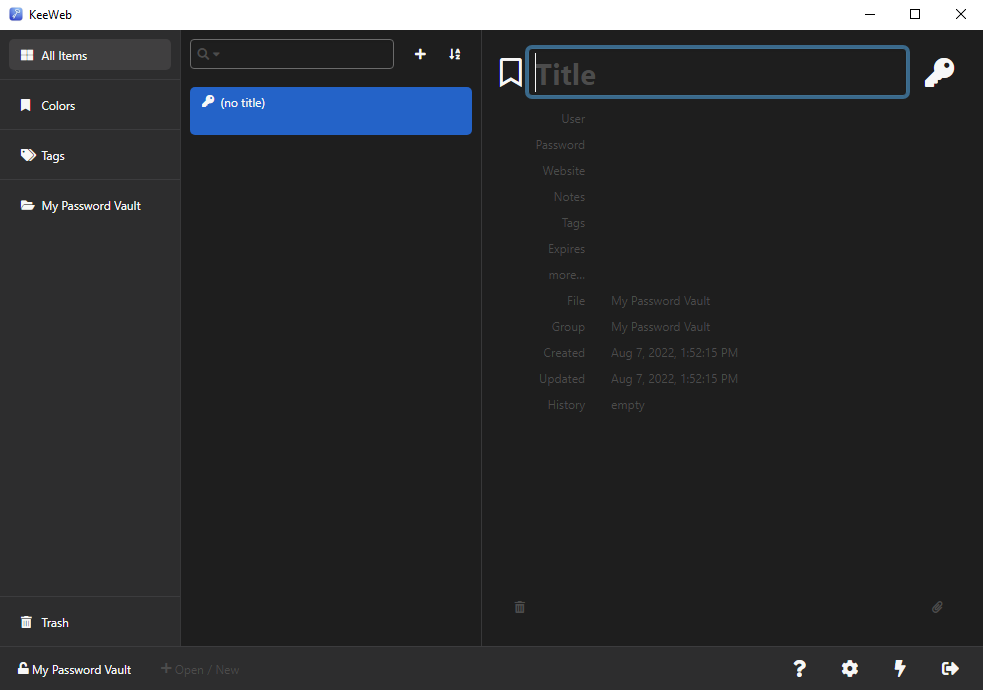 KeeWeb
All Items
Colors
Tags
My Password Vault
Trash
(no title)
Title
User
Password
Website
Notes
Tags
Expires
more...
File My Password Vault
Group My Password Vault
Created Aug 7, 2022, 1:52:15 PM
Updated Aug 7, 2022, 1:52:15 PM
History empty
My Password Vault
Open / New